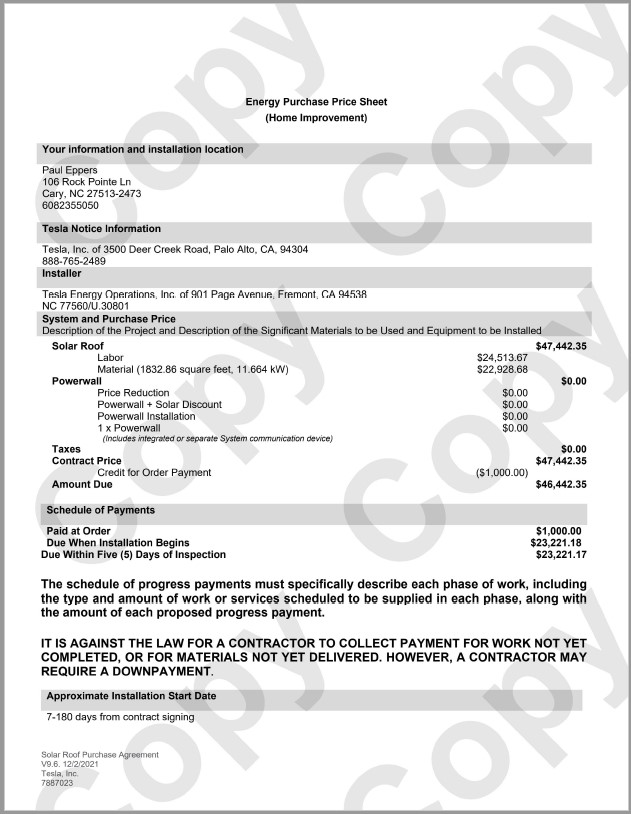 Energy Purchase Price Sheet
(Home Improvement)
Your information and installation location
Paul Eppers
106 Rock Pointe Ln
Cary, NC 27513-2473
6082355050
Tesla Notice Information
Tesla, Inc. of 3500 Deer Creek Road, Palo Alto, CA, 94304
888-765-2489
Installer
Tesla Energy Operations, Inc. of 901 Page Avenue, Fremont, CA 94538
NC 77560/U.30801
System and Purchase Price
Description of the Project and Description of the Significant Materials to be Used and Equipment to be Installed
Solar Roof $47,442.35
Labor $24,513.67
Material (1832.86 square feet, 11.664 kW) $22,928.68
Powerwall $0.00
Price Reduction $0.00
Powerwall + Solar Discount $0.00
Powerwall Installation $0.00
1 x Powerwall $0.00
(Includes integrated or separate System communication device)
Taxes $0.00
Contract Price $47,442.35
Credit for Order Payment ($1,000.00)
Amount Due $46,442.35
Schedule of Payments
Paid at Order $1,000.00
Due When Installation Begins $23,221.18
Due Within Five (5) Days of Inspection $23,221.17
The schedule of progress payments must specifically describe each phase of work, including
the type and amount of work or services scheduled to be supplied in each phase, along with
the amount of each proposed progress payment.
IT IS AGAINST THE LAW FOR A CONTRACTOR TO COLLECT PAYMENT FOR WORK NOT YET
COMPLETED, OR FOR MATERIALS NOT YET DELIVERED. HOWEVER, A CONTRACTOR MAY
REQUIRE A DOWNPAYMENT.
Approximate Installation Start Date
7-180 days from contract signing
Solar Roof Purchase Agreement
V9.6. 12/2/2021
Tesla, Inc.
7887023
Copy
Copy
Copy
Copy
Copy
Copy